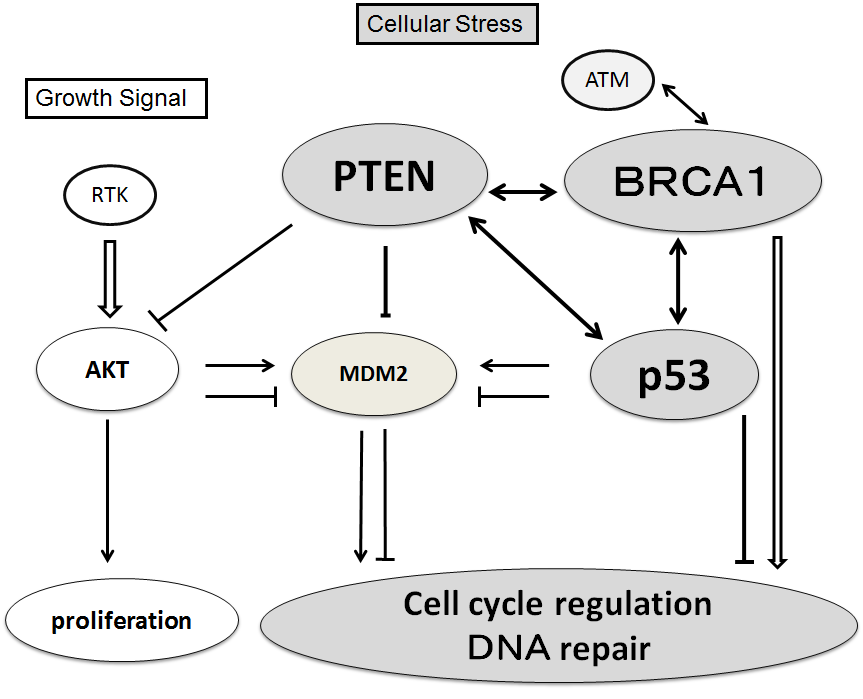 Cellular Stress
ATM
Growth Signal
PTEN
BRCA1
RTK
AKT
MDM2
p53
proliferation
Cell cycle regulation
DNA repair